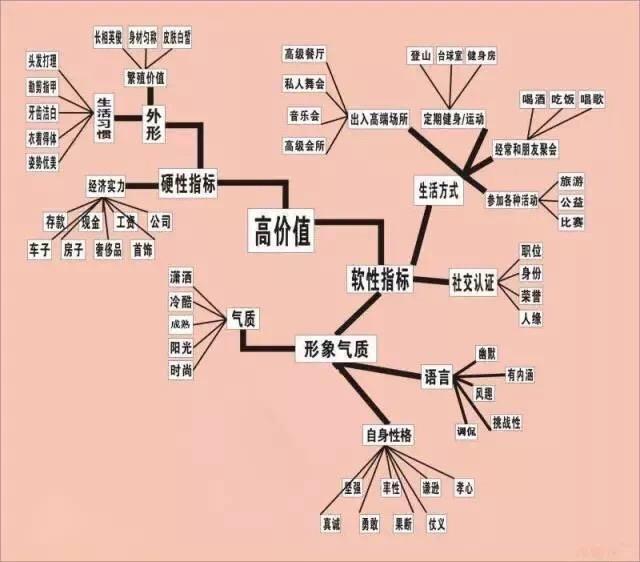 长相英俊
身材匀称
皮肤白皙
繁殖价值
头发打理
勤剪指甲
牙齿洁白
衣着得体
姿势优美
生活习惯
外形
经济实力
硬性指标
存款
现金
工资
公司
车子
房子
奢侈品
首饰
高价值
高级餐厅
私人舞会
音乐会
高级会所
出入高端场所
登山
台球室
健身房
定期健身/运动
喝酒
吃饭
唱歌
经常和朋友聚会
生活方式
参加各种活动
旅游
公益
比赛
软性指标
社交认证
职位
身份
荣誉
人缘
潇洒
冷酷
成熟
阳光
时尚
气质
形象气质
语言
幽默
有内涵
风趣
挑战性
调侃
自身性格
坚强
率性
谦逊
孝心
真诚
勇敢
果断
仗义